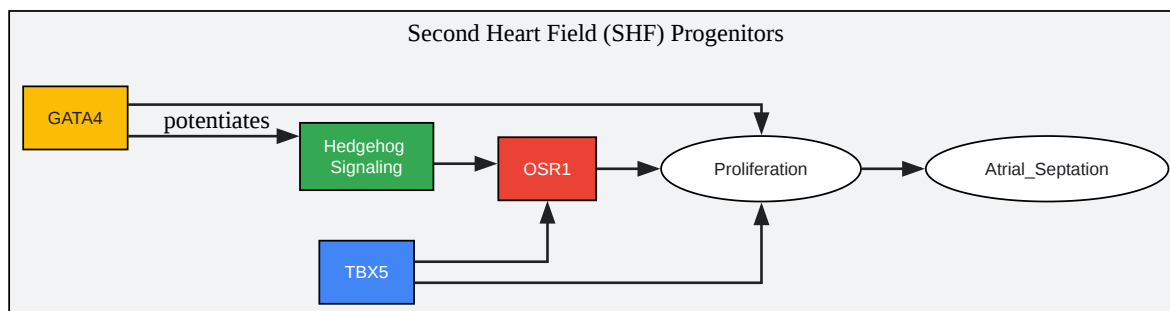 Second Heart Field (SHF) Progenitors
GATA4
potentiates
Hedgehog
Signaling
OSR1
Proliferation
Atrial_Septation
TBX5